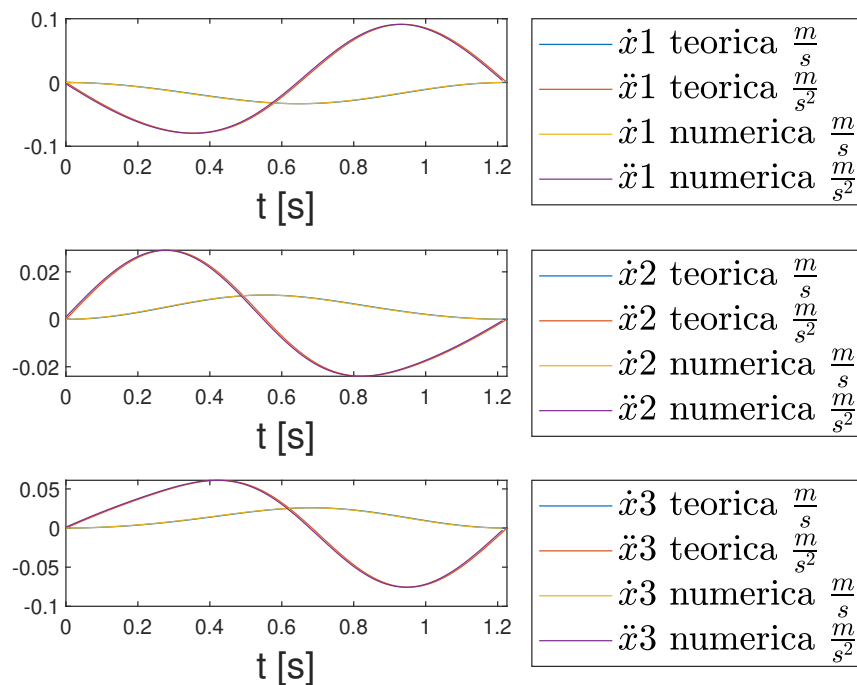 0.1
0
-0.1
0 0.2 0.4 0.6 0.8 1 1.2
t [s]
ẋ1 teorica m/s
ẍ1 teorica m/s²
ẋ1 numerica m/s
ẍ1 numerica m/s²
0.02
0
-0.02
0 0.2 0.4 0.6 0.8 1 1.2
t [s]
ẋ2 teorica m/s
ẍ2 teorica m/s²
ẋ2 numerica m/s
ẍ2 numerica m/s²
0.05
0
-0.05
-0.1
0 0.2 0.4 0.6 0.8 1 1.2
t [s]
ẋ3 teorica m/s
ẍ3 teorica m/s²
ẋ3 numerica m/s
ẍ3 numerica m/s²